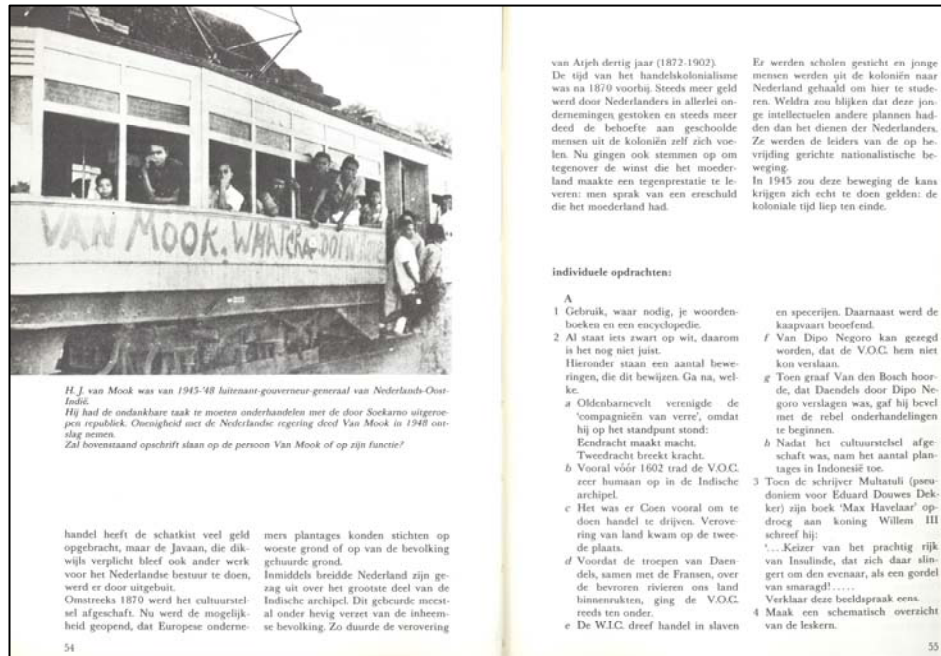 VAN MOOK. WHATCHA DOIN' HERE
H. J. van Mook was van 1945-'48 luitenant-gouverneur-generaal van Nederlands-Oost-
Indië.
Hij had de ondankbare taak te moeten onderhandelen met de door Soekarno uitgeroe-
pen republiek. Onenigheid met de Nederlandse regering deed Van Mook in 1948 ont-
slag nemen.
Zal bovenstaand opschrift slaan op de persoon Van Mook of op zijn functie?
handel heeft de schatkist veel geld
opgebracht, maar de Javaan, die dik-
wijls verplicht bleef ook ander werk
voor het Nederlandse bestuur te doen,
werd er door uitgebuit.
Omstreeks 1870 werd het cultuurstel-
sel afgeschaft. Nu werd de mogelijk-
heid geopend, dat Europese onderne-
mers plantages konden stichten op
woeste grond of op van de bevolking
gehuurde grond.
Inmiddels breidde Nederland zijn ge-
zag uit over het grootste deel van de
Indische archipel. Dit gebeurde meest-
al onder hevig verzet van de inheem-
se bevolking. Zo duurde de verovering
54
van Atjeh dertig jaar (1872-1902).
De tijd van het handelskolonialisme
was na 1870 voorbij. Steeds meer geld
werd door Nederlanders in allerlei on-
dernemingen gestoken en steeds meer
deed de behoefte aan geschoolde
mensen uit de koloniën zelf zich voe-
len. Nu gingen ook stemmen op om
tegenover de winst die het moeder-
land maakte een tegenprestatie te le-
veren: men sprak van een ereschuld
die het moederland had.
Er werden scholen gesticht en jonge
mensen werden uit de koloniën naar
Nederland gehaald om hier te stude-
ren. Weldra zou blijken dat deze jon-
ge intellectuelen andere plannen had-
den dan het dienen der Nederlanders.
Ze werden de leiders van de op be-
vrijding gerichte nationalistische be-
weging.
In 1945 zou deze beweging de kans
krijgen zich echt te doen gelden: de
koloniale tijd liep ten einde.
individuele opdrachten:
A
1 Gebruik, waar nodig, je woorden-
boeken en een encyclopedie.
2 Al staat iets zwart op wit, daarom
is het nog niet juist.
Hieronder staan een aantal bewe-
ringen, die dit bewijzen. Ga na, wel-
ke.
a Oldenbarnevelt verenigde de
'compagnieën van verre', omdat
hij op het standpunt stond:
Eendracht maakt macht.
Tweedracht breekt kracht.
b Vooral vóór 1602 trad de V.O.C.
zeer humaan op in de Indische
archipel.
c Het was er Coen vooral om te
doen handel te drijven. Verove-
ring van land kwam op de twee-
de plaats.
d Voordat de troepen van Daen-
dels, samen met de Fransen, over
de bevroren rivieren ons land
binnenrukten, ging de V.O.C.
reeds ten onder.
e De W.I.C. dreef handel in slaven
en specerijen. Daarnaast werd de
kaapvaart beoefend.
f Van Dipo Negoro kan gezegd
worden, dat de V.O.C. hem niet
kon verslaan.
g Toen graaf Van den Bosch hoor-
de, dat Daendels door Dipo Ne-
goro verslagen was, gaf hij bevel
met de rebel onderhandelingen
te beginnen.
h Nadat het cultuurstelsel afge-
schaft was, nam het aantal plan-
tages in Indonesië toe.
3 Toen de schrijver Multatuli (pseu-
doniem voor Eduard Douwes Dek-
ker) zijn boek 'Max Havelaar' op-
droeg aan koning Willem III
schreef hij:
'....Keizer van het prachtig rijk
van Insulinde, dat zich daar slin-
gert om den evenaar, als een gordel
van smaragd!.....
Verklaar deze beeldspraak eens.
4 Maak een schematisch overzicht
van de leskern.
55